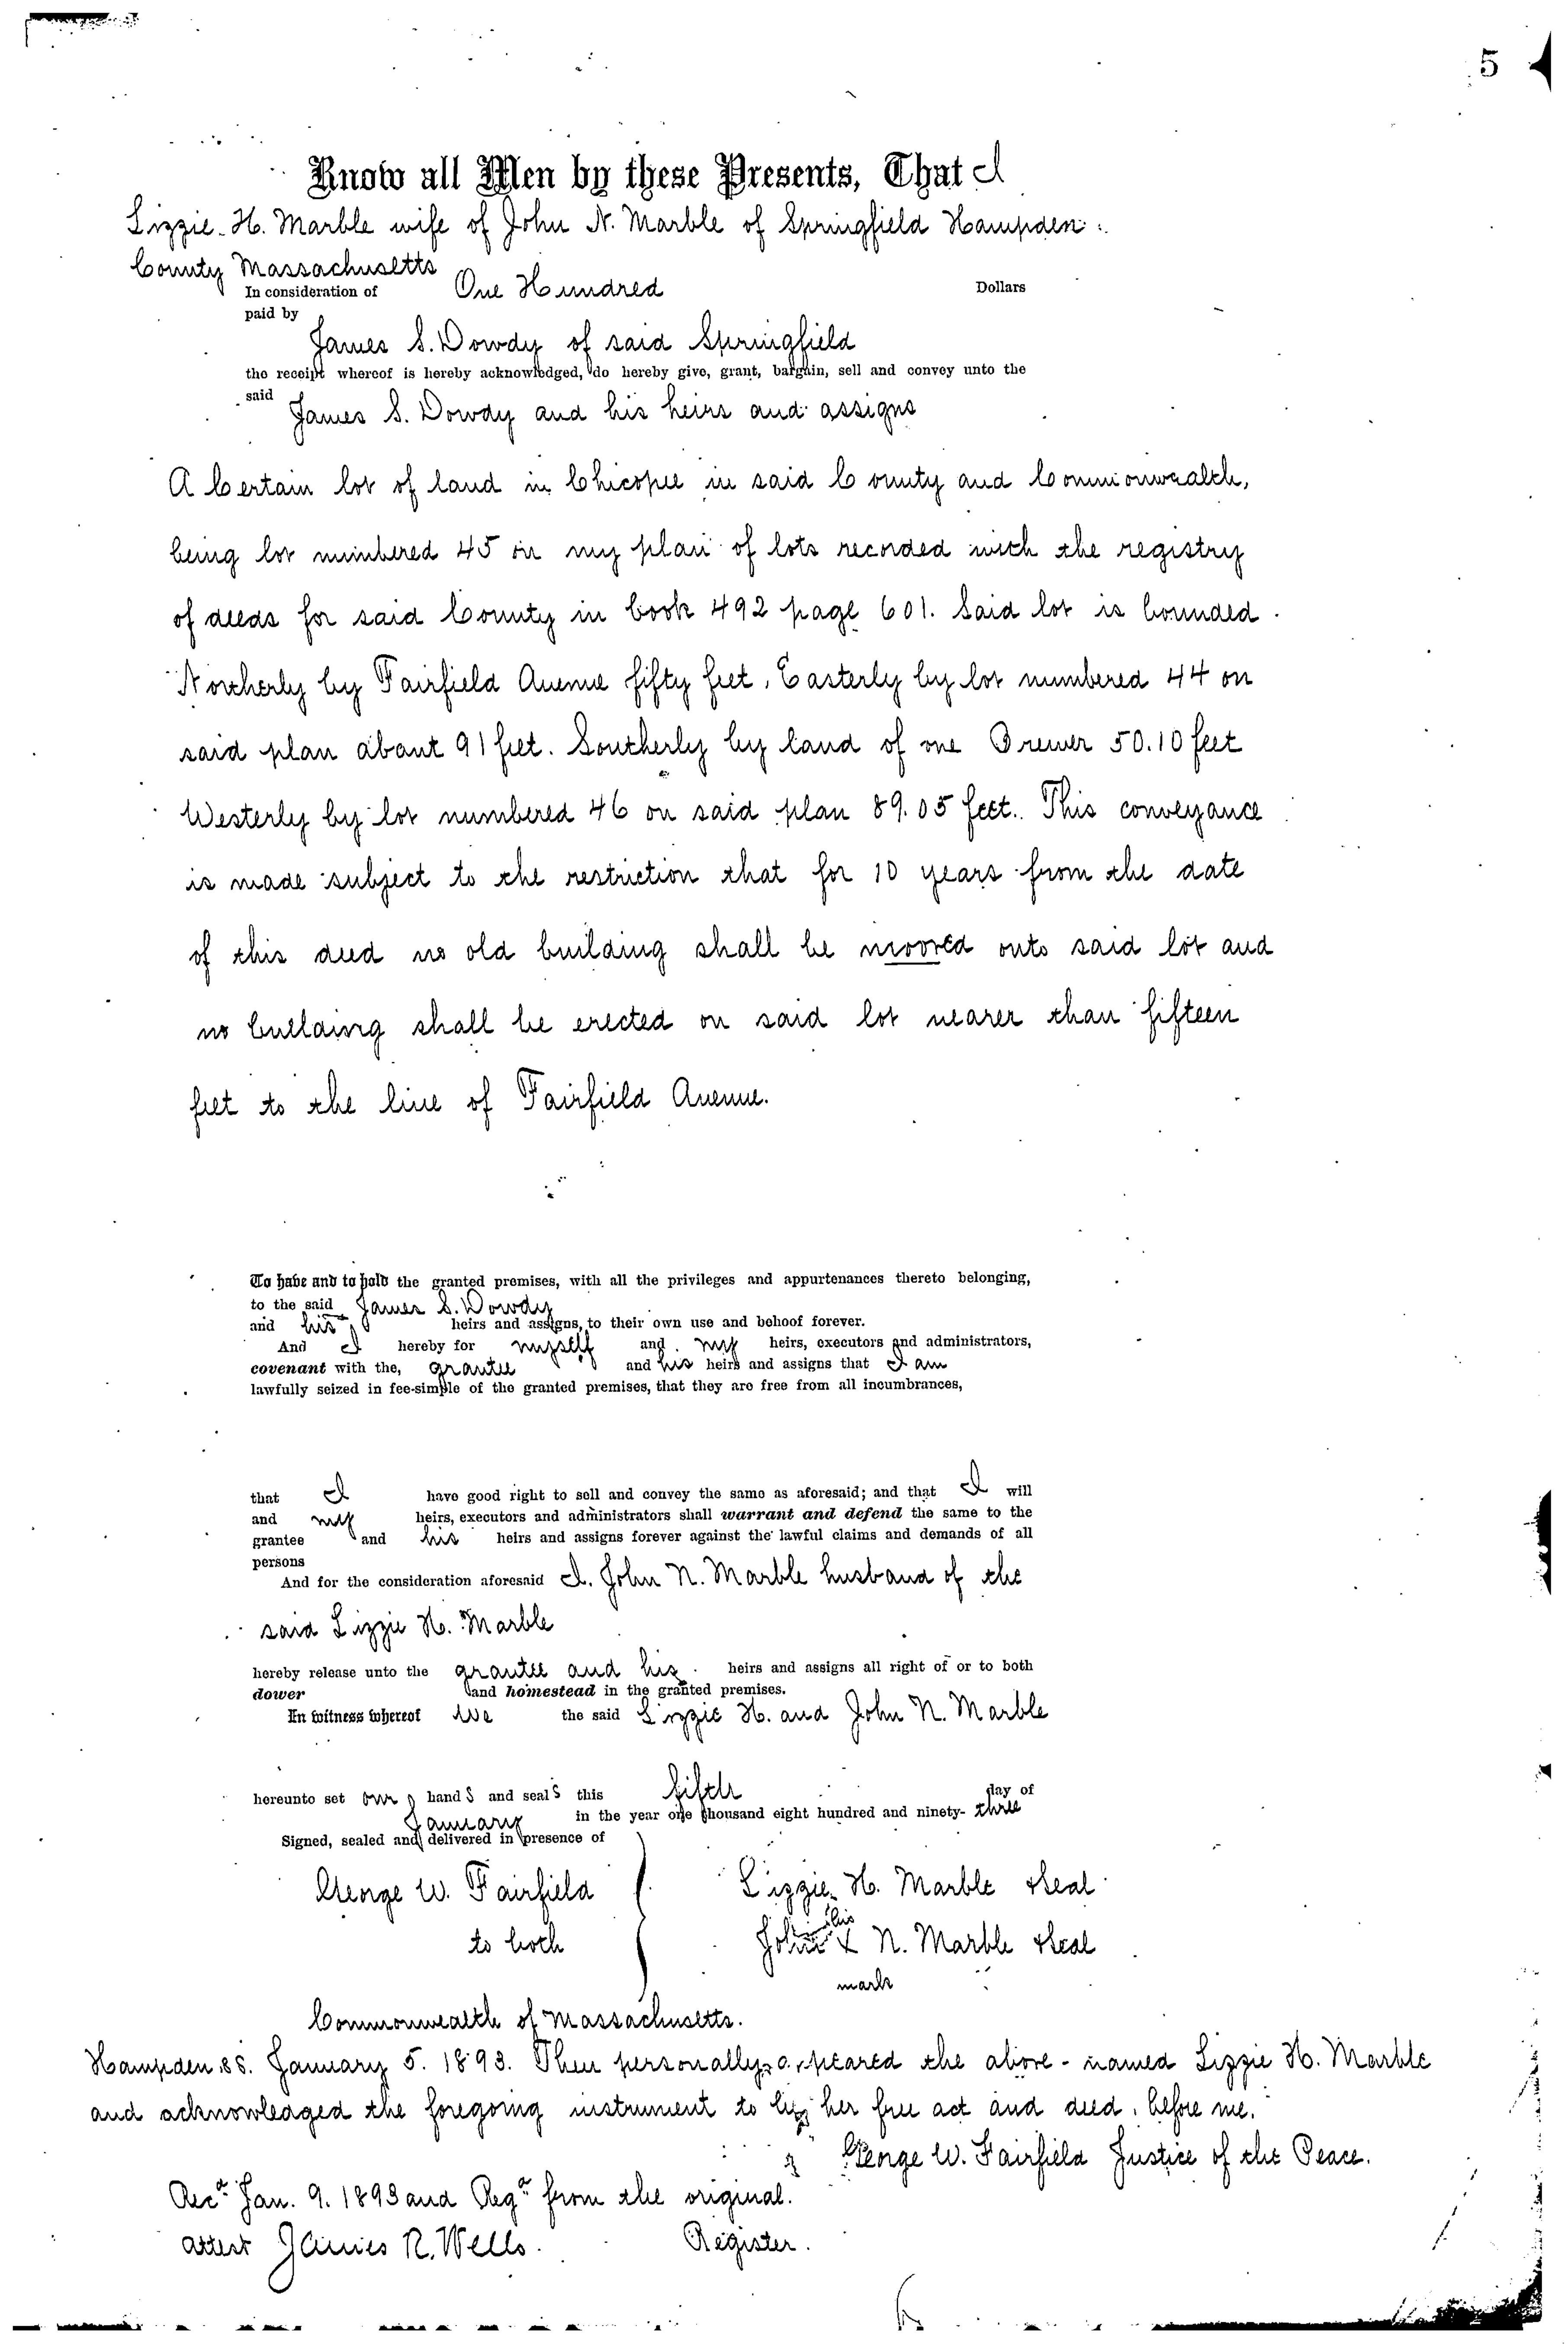 5
Know all Men by these Presents, That I
Lizzie H. Marble wife of John N. Marble of Springfield Hampden
County Massachusetts
In consideration of One Hundred Dollars
paid by
James S. Dowdy of said Springfield
the receipt whereof is hereby acknowledged, do hereby give, grant, bargain, sell and convey unto the
said James S. Dowdy and his heirs and assigns
A Certain lot of land in Chicopee in said County and Commonwealth,
being lot numbered 45 on my plan of lots recorded with the registry
of deeds for said County in book 492 page 601. Said lot is bounded
Northerly by Fairfield Avenue fifty feet, Easterly by lot numbered 44 on
said plan about 91 feet. Southerly by land of one Brewer 50.10 feet
Westerly by lot numbered 46 on said plan 89.05 feet. This conveyance
is made subject to the restriction that for 10 years from the date
of this deed no old building shall be moored onto said lot and
no building shall be erected on said lot nearer than fifteen
feet to the line of Fairfield Avenue.
To have and to hold the granted premises, with all the privileges and appurtenances thereto belonging,
to the said James S. Dowdy
and his heirs and assigns, to their own use and behoof forever.
And I hereby for myself and my heirs, executors and administrators,
covenant with the, grantee and his heirs and assigns that I am
lawfully seized in fee-simple of the granted premises, that they are free from all incumbrances,
that I have good right to sell and convey the same as aforesaid; and that I will
and my heirs, executors and administrators shall warrant and defend the same to the
grantee and his heirs and assigns forever against the lawful claims and demands of all
persons
And for the consideration aforesaid I, John N. Marble husband of the
said Lizzie H. Marble
hereby release unto the grantee and his heirs and assigns all right of or to both
dower and homestead in the granted premises.
In witness whereof We the said Lizzie H. and John N. Marble
hereunto set our hands and seals this fifth day of
January in the year one thousand eight hundred and ninety- three
Signed, sealed and delivered in presence of
George W. Fairfield Lizzie H. Marble Seal
his
to both John X N. Marble Seal
mark
Commonwealth of Massachusetts.
Hampden ss. January 5. 1893. Then personally appeared the above-named Lizzie H. Marble
and acknowledged the foregoing instrument to be her free act and deed, before me.
George W. Fairfield Justice of the Peace.
Recd. Jan. 9. 1893 and Regd. from the original.
Attest James R. Wells. Register.